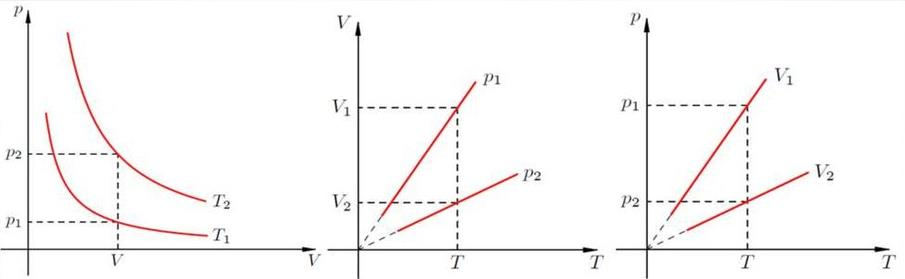 p
p₂
p₁
T₂
T₁
V
V
V
V₁
V₂
p₁
p₂
T
T
p
p₁
p₂
V₁
V₂
T
T